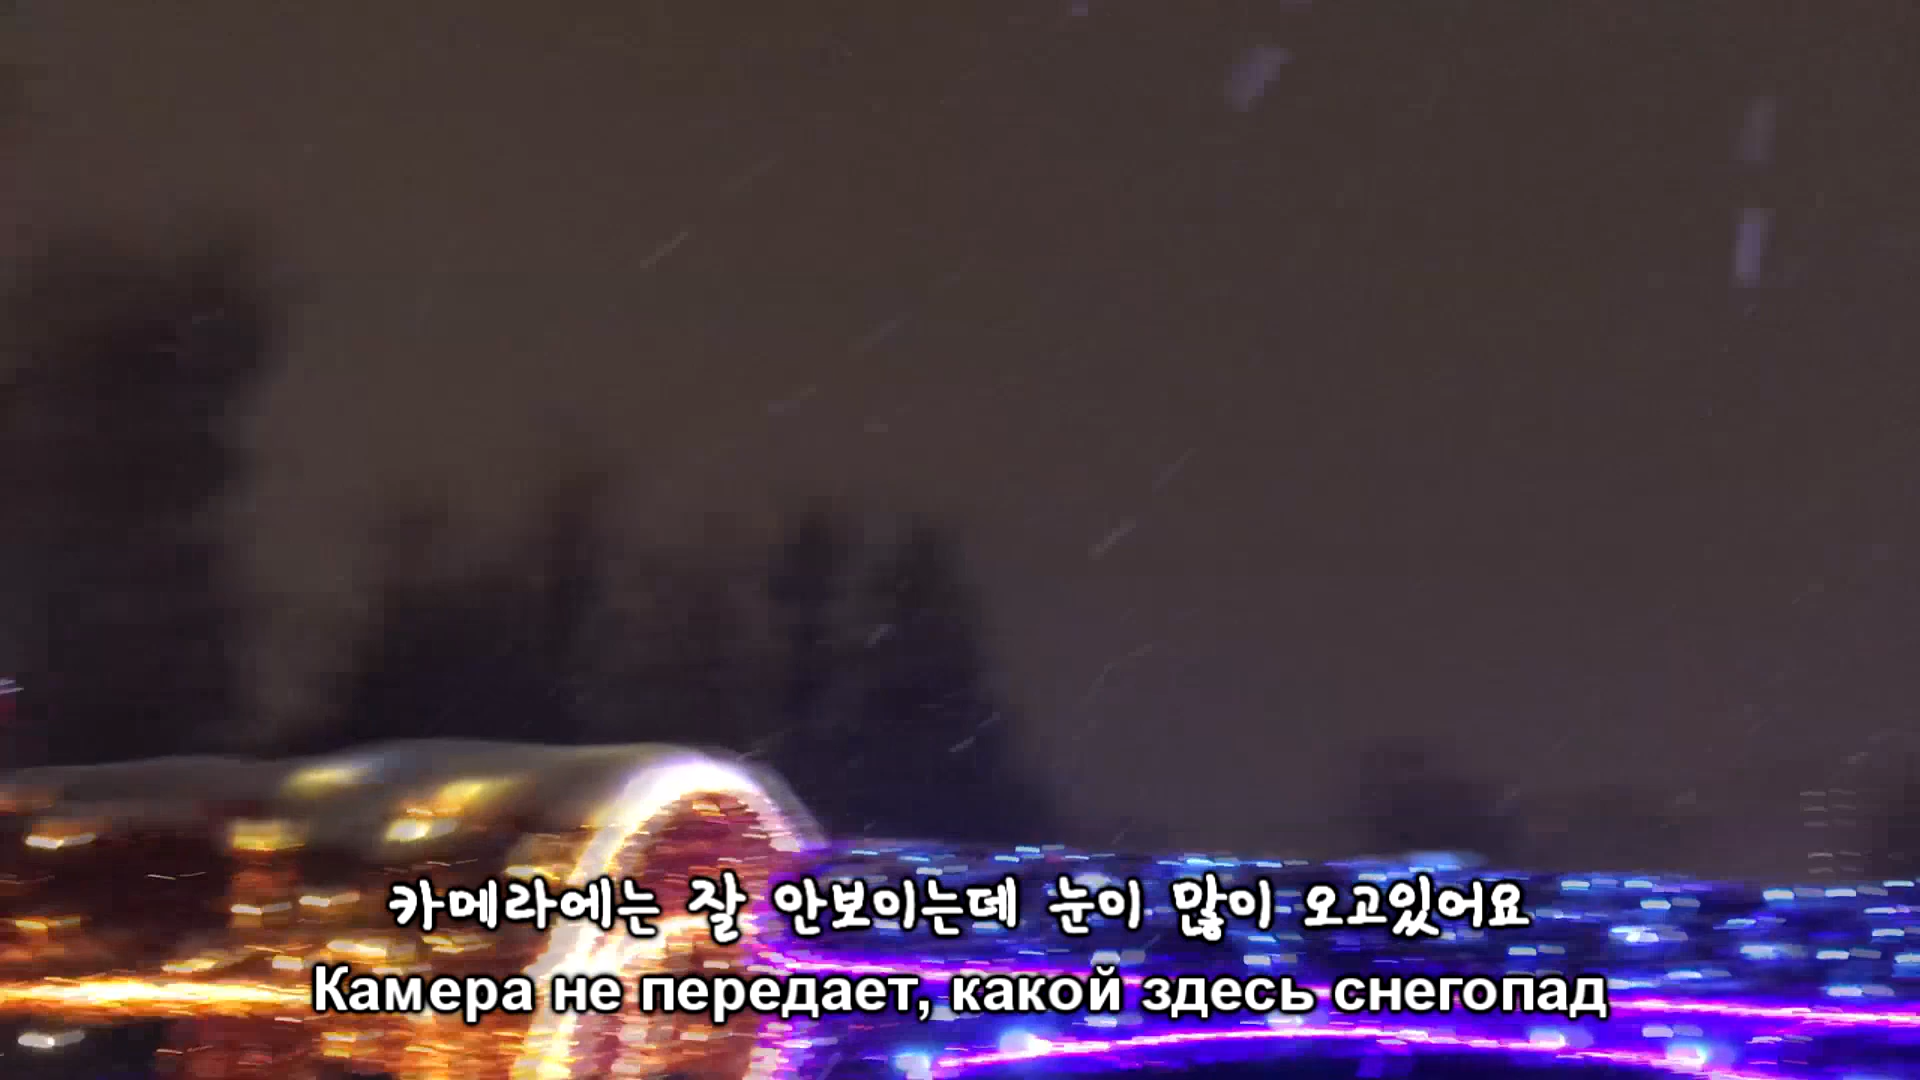 카메라에는 잘 안보이는데 눈이 많이 오고있어요
Камера не передает, какой здесь снегопад